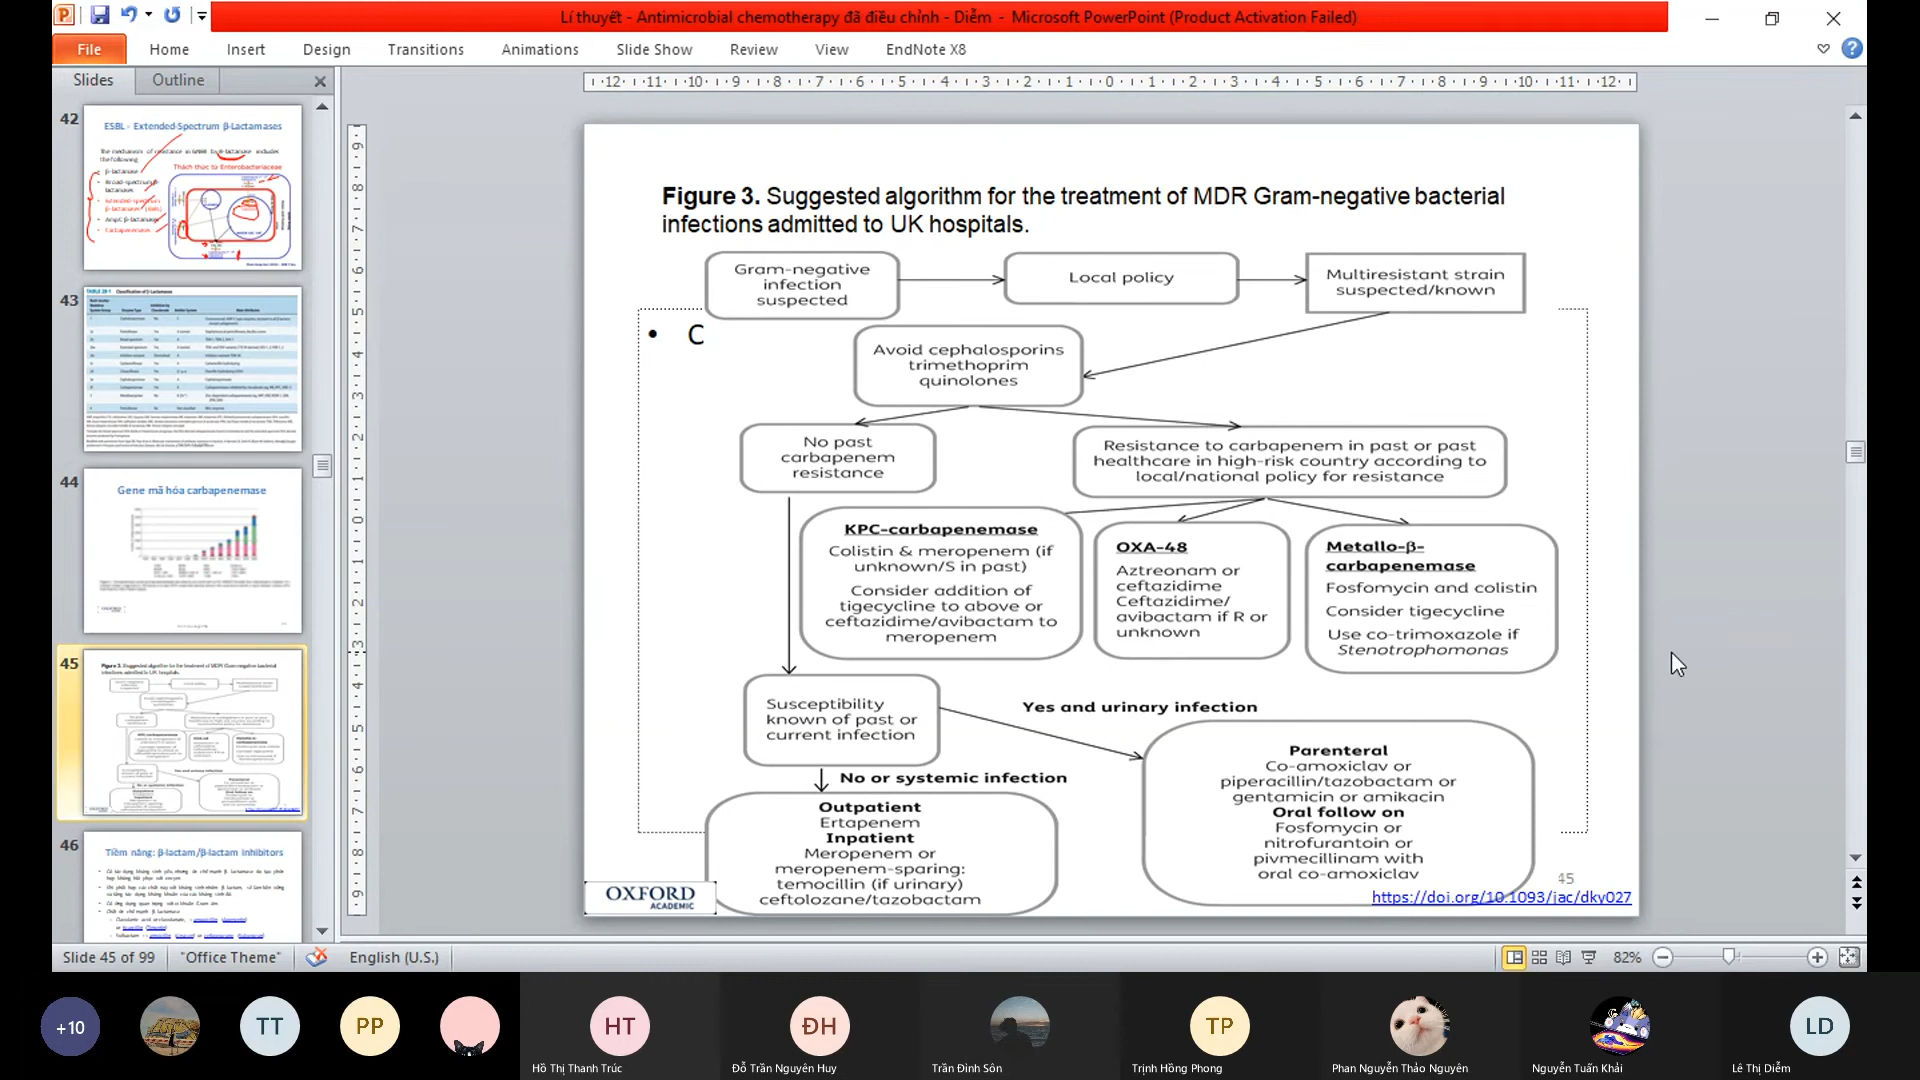 Lí thuyết - Antimicrobial chemotherapy đã điều chỉnh - Diễm - Microsoft PowerPoint (Product Activation Failed)
File Home Insert Design Transitions Animations Slide Show Review View EndNote X8
Slides Outline
42
ESBL - Extended-Spectrum β-Lactamases
Thách thức từ Enterobacteriaceae
β-lactamase
Carbapenemases
43
44
Gene mã hóa carbapenemase
45
46
Tiềm năng: β-lactam/β-lactam inhibitors
Figure 3. Suggested algorithm for the treatment of MDR Gram-negative bacterial
infections admitted to UK hospitals.
Gram-negative
infection
suspected
Local policy
Multiresistant strain
suspected/known
• C
Avoid cephalosporins
trimethoprim
quinolones
No past
carbapenem
resistance
Resistance to carbapenem in past or past
healthcare in high-risk country according to
local/national policy for resistance
KPC-carbapenemase
Colistin & meropenem (if
unknown/S in past)
Consider addition of
tigecycline to above or
ceftazidime/avibactam to
meropenem
OXA-48
Aztreonam or
ceftazidime
Ceftazidime/
avibactam if R or
unknown
Metallo-β-
carbapenemase
Fosfomycin and colistin
Consider tigecycline
Use co-trimoxazole if
Stenotrophomonas
Susceptibility
known of past or
current infection
Yes and urinary infection
No or systemic infection
Outpatient
Ertapenem
Inpatient
Meropenem or
meropenem-sparing:
temocillin (if urinary)
ceftolozane/tazobactam
Parenteral
Co-amoxiclav or
piperacillin/tazobactam or
gentamicin or amikacin
Oral follow on
Fosfomycin or
nitrofurantoin or
pivmecillinam with
oral co-amoxiclav
45
OXFORD
ACADEMIC
https://doi.org/10.1093/jac/dky027
Slide 45 of 99 "Office Theme" English (U.S.) 82%
+10 TT PP HT ĐH TP LD
Hồ Thị Thanh Trúc Đỗ Trần Nguyên Huy Trần Đình Sôn Trịnh Hồng Phong Phan Nguyễn Thảo Nguyên Nguyễn Tuấn Khải Lê Thị Diễm